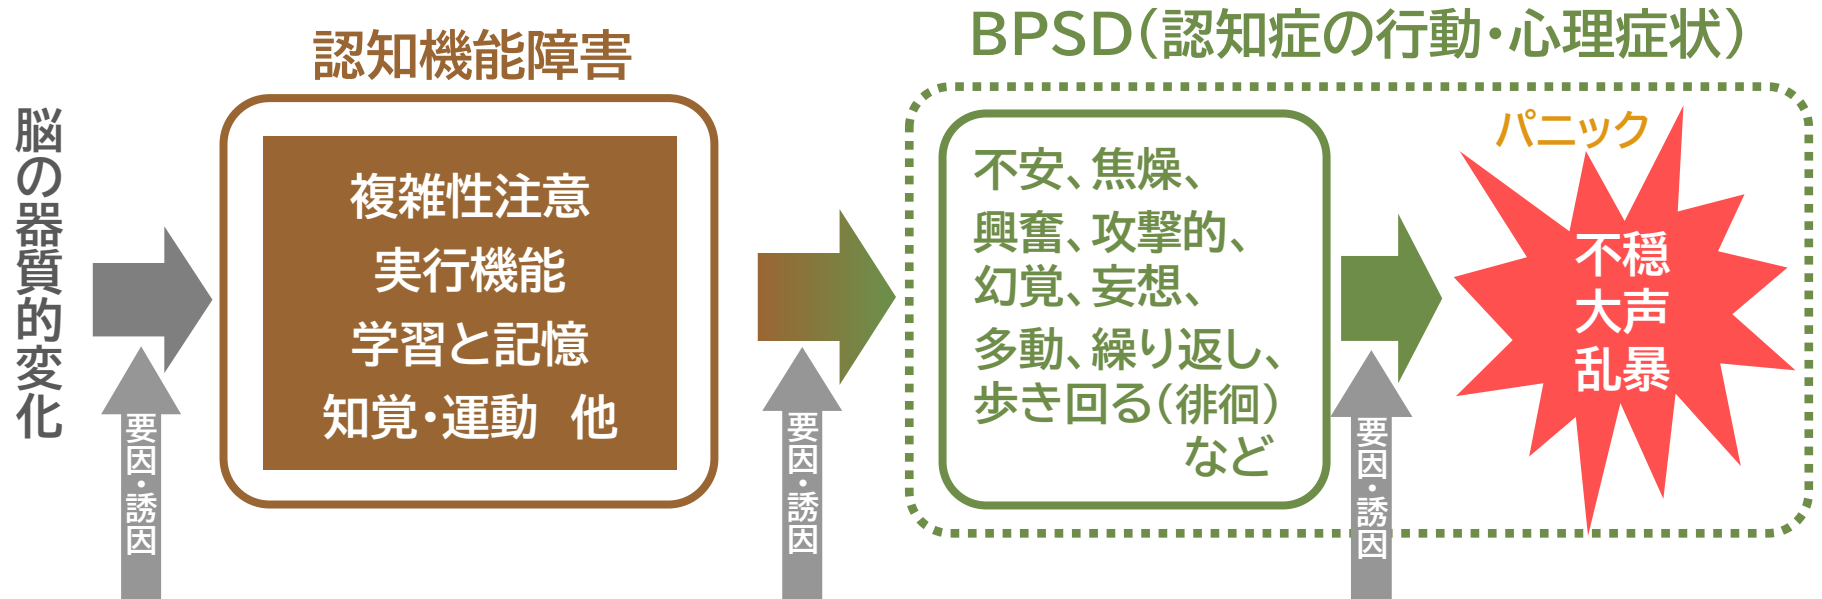 脳の器質的変化
認知機能障害
複雑性注意
実行機能
学習と記憶
知覚・運動　他
BPSD（認知症の行動・心理症状）
不安、焦燥、
興奮、攻撃的、
幻覚、妄想、
多動、繰り返し、
歩き回る（徘徊）
など
パニック
不穏
大声
乱暴
要因・誘因
要因・誘因
要因・誘因